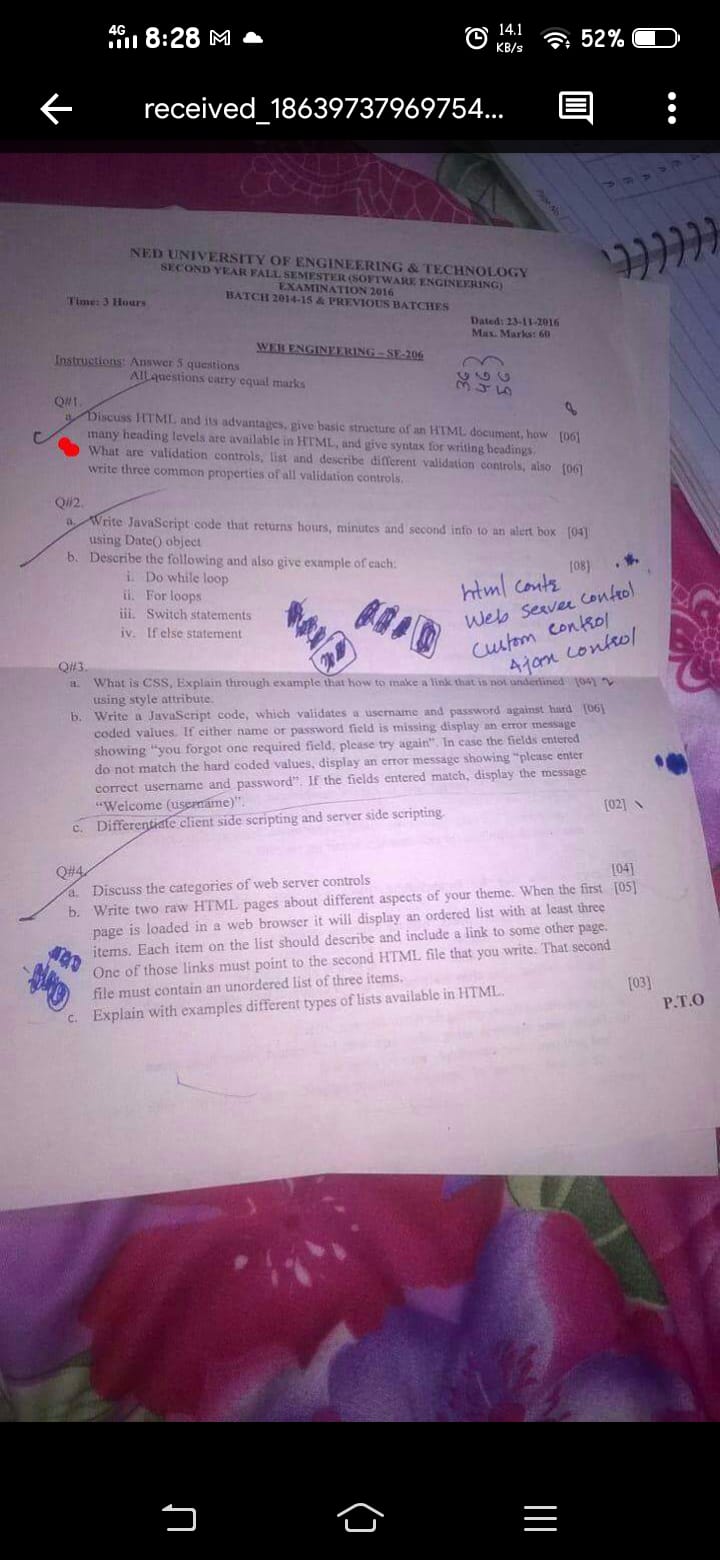 4G 8:28 14.1 KB/s 52%
received_18639737969754...
NED UNIVERSITY OF ENGINEERING & TECHNOLOGY
SECOND YEAR FALL SEMESTER (SOFTWARE ENGINEERING)
EXAMINATION 2016
BATCH 2014-15 & PREVIOUS BATCHES
Time: 3 Hours
Dated: 23-11-2016
Max. Marks: 60
WEB ENGINEERING – SE-206
Instructions: Answer 5 questions
All questions carry equal marks
Q#1.
a. Discuss HTML and its advantages, give basic structure of an HTML document, how [06]
many heading levels are available in HTML, and give syntax for writing headings.
What are validation controls, list and describe different validation controls, also [06]
write three common properties of all validation controls.
Q#2.
a. Write JavaScript code that returns hours, minutes and second info to an alert box [04]
using Date() object
b. Describe the following and also give example of each: [08]
i. Do while loop
ii. For loops
iii. Switch statements
iv. If else statement
html
Web Server Control
Custom control
Ajax control
Q#3.
a. What is CSS, Explain through example that how to make a link that is not underlined [04]
using style attribute.
b. Write a JavaScript code, which validates a username and password against hard [06]
coded values. If either name or password field is missing display an error message
showing “you forgot one required field, please try again”. In case the fields entered
do not match the hard coded values, display an error message showing “please enter
correct username and password”. If the fields entered match, display the message
“Welcome (username)”.
c. Differentiate client side scripting and server side scripting. [02]
Q#4.
a. Discuss the categories of web server controls [04]
b. Write two raw HTML pages about different aspects of your theme. When the first [05]
page is loaded in a web browser it will display an ordered list with at least three
items. Each item on the list should describe and include a link to some other page.
One of those links must point to the second HTML file that you write. That second
file must contain an unordered list of three items.
c. Explain with examples different types of lists available in HTML. [03]
P.T.O